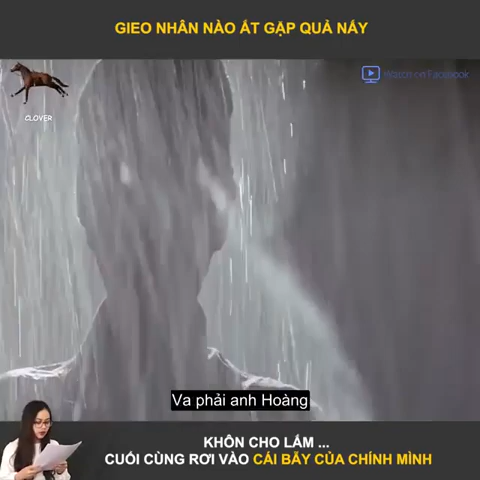 GIEO NHÂN NÀO ẮT GẶP QUẢ NẤY
Watch on Facebook
CLOVER
Va phải anh Hoàng
KHÔN CHO LẮM ...
CUỐI CÙNG RƠI VÀO CÁI BẪY CỦA CHÍNH MÌNH